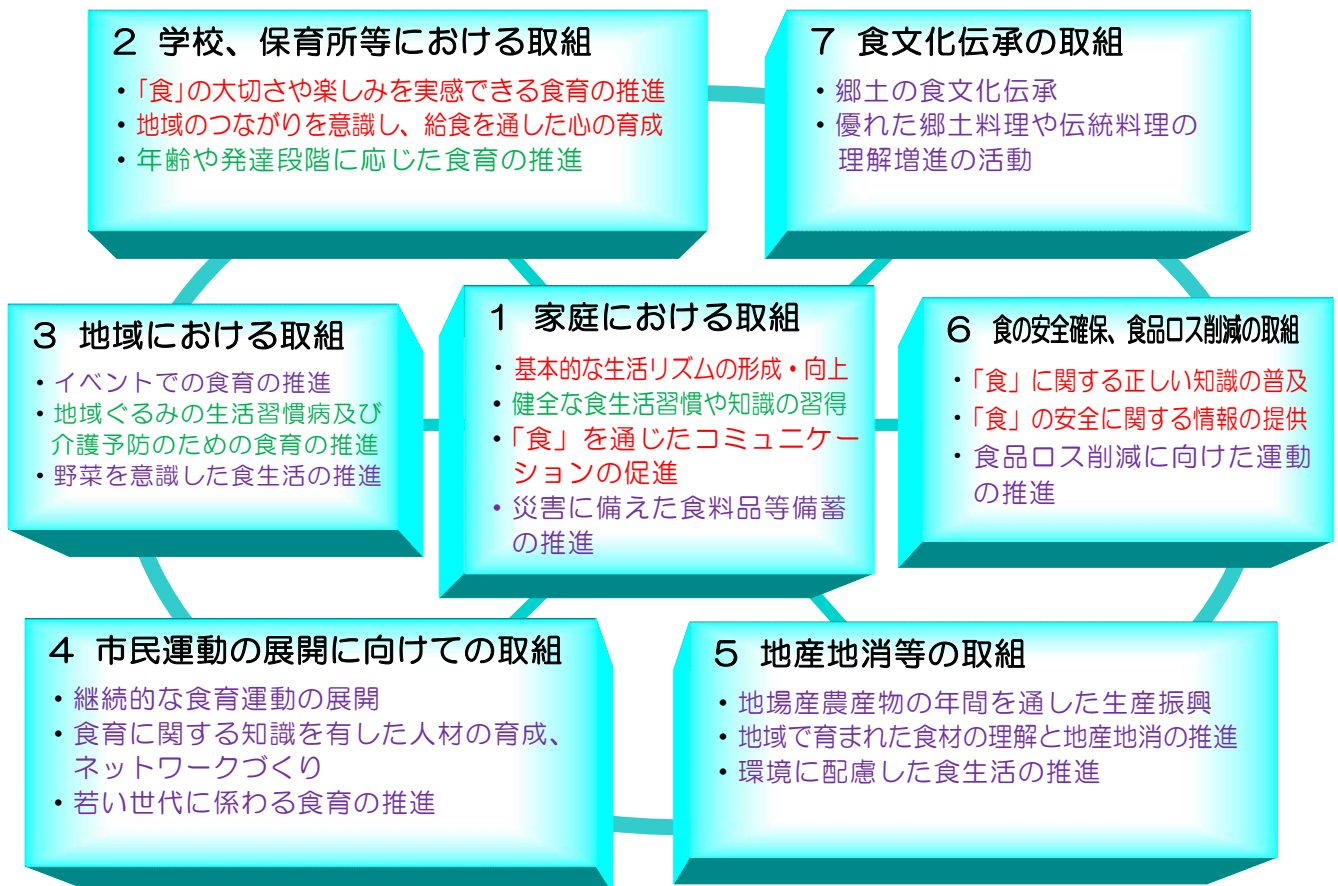 ２ 学校、保育所等における取組
・「食」の大切さや楽しみを実感できる食育の推進
・地域のつながりを意識し、給食を通した心の育成
・年齢や発達段階に応じた食育の推進
７ 食文化伝承の取組
・郷土の食文化伝承
・優れた郷土料理や伝統料理の
理解増進の活動
３ 地域における取組
・イベントでの食育の推進
・地域ぐるみの生活習慣病及び
介護予防のための食育の推進
・野菜を意識した食生活の推進
１ 家庭における取組
・基本的な生活リズムの形成・向上
・健全な食生活習慣や知識の習得
・「食」を通じたコミュニケー
ションの促進
・災害に備えた食料品等備蓄
の推進
６ 食の安全確保、食品ロス削減の取組
・「食」に関する正しい知識の普及
・「食」の安全に関する情報の提供
・食品ロス削減に向けた運動
の推進
４ 市民運動の展開に向けての取組
・継続的な食育運動の展開
・食育に関する知識を有した人材の育成、
ネットワークづくり
・若い世代に係わる食育の推進
５ 地産地消等の取組
・地場産農産物の年間を通した生産振興
・地域で育まれた食材の理解と地産地消の推進
・環境に配慮した食生活の推進